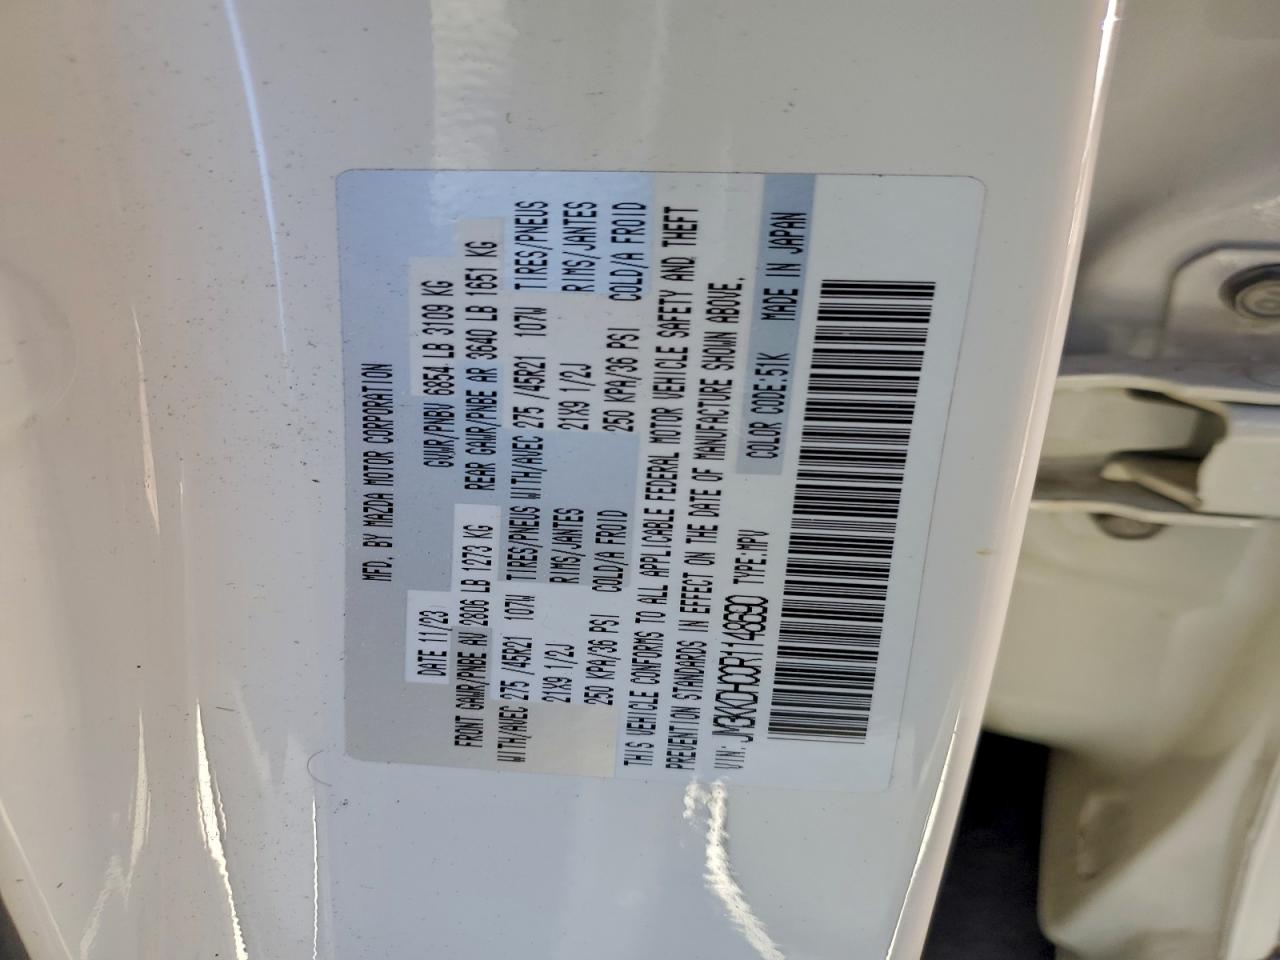 MFD. BY MAZDA MOTOR CORPORATION
DATE 11/23 GVWR/PNBV 6854 LB 3109 KG
FRONT GAWR/PNBE AV 2806 LB 1273 KG REAR GAWR/PNBE AR 3640 LB 1651 KG
WITH/AVEC 275 /45R21 107W TIRES/PNEUS WITH/AVEC 275 /45R21 107W TIRES/PNEUS
21X9 1/2J RIMS/JANTES 21X9 1/2J RIMS/JANTES
250 KPA/36 PSI COLD/A FROID 250 KPA/36 PSI COLD/A FROID
THIS VEHICLE CONFORMS TO ALL APPLICABLE FEDERAL MOTOR VEHICLE SAFETY AND THEFT
PREVENTION STANDARDS IN EFFECT ON THE DATE OF MANUFACTURE SHOWN ABOVE.
VIN: JM3KKDHC0R1148690 TYPE:MPV
COLOR CODE:51K MADE IN JAPAN